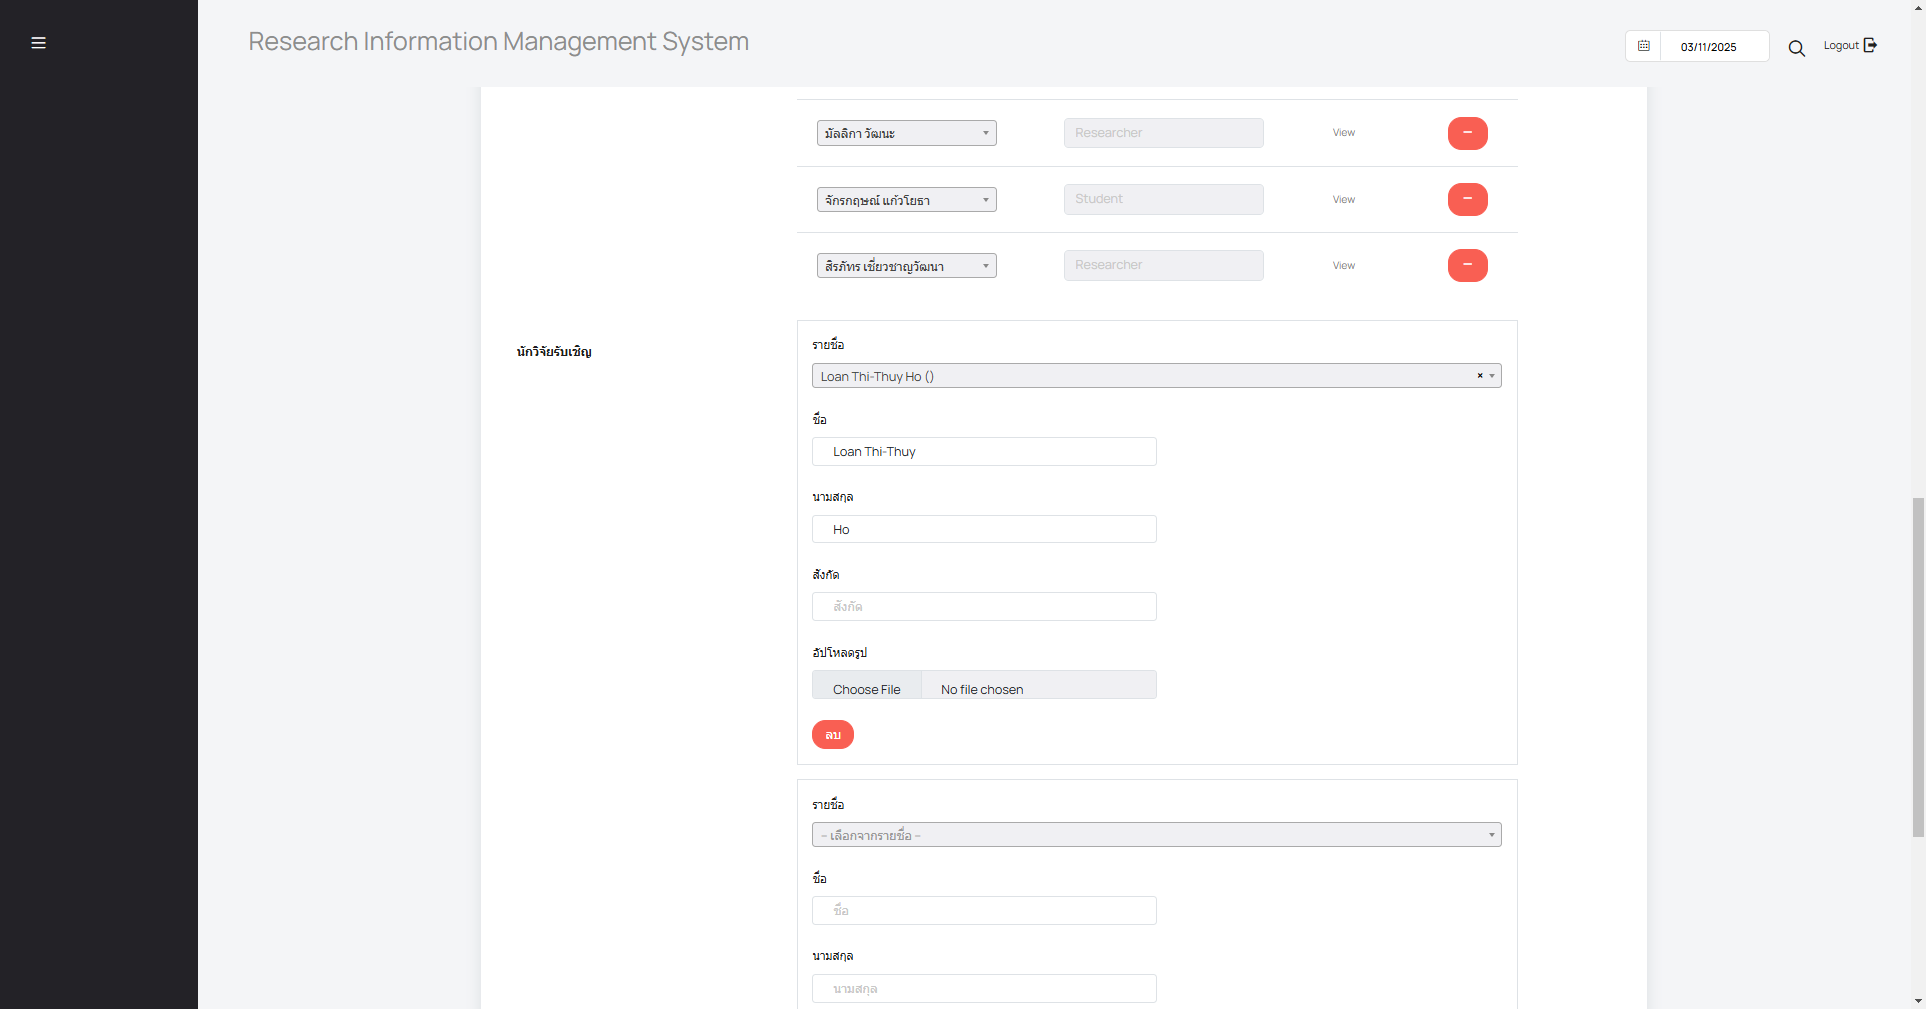 Research Information Management System
03/11/2025
Logout
มัลลิกา วัฒนะ
Researcher
View
จักรกฤษณ์ แก้วโยธา
Student
View
สิรภัทร เชี่ยวชาญวัฒนา
Researcher
View
นักวิจัยรับเชิญ
รายชื่อ
Loan Thi-Thuy Ho ()
ชื่อ
Loan Thi-Thuy
นามสกุล
Ho
สังกัด
สังกัด
อัปโหลดรูป
Choose File No file chosen
ลบ
รายชื่อ
-- เลือกจากรายชื่อ --
ชื่อ
ชื่อ
นามสกุล
นามสกุล